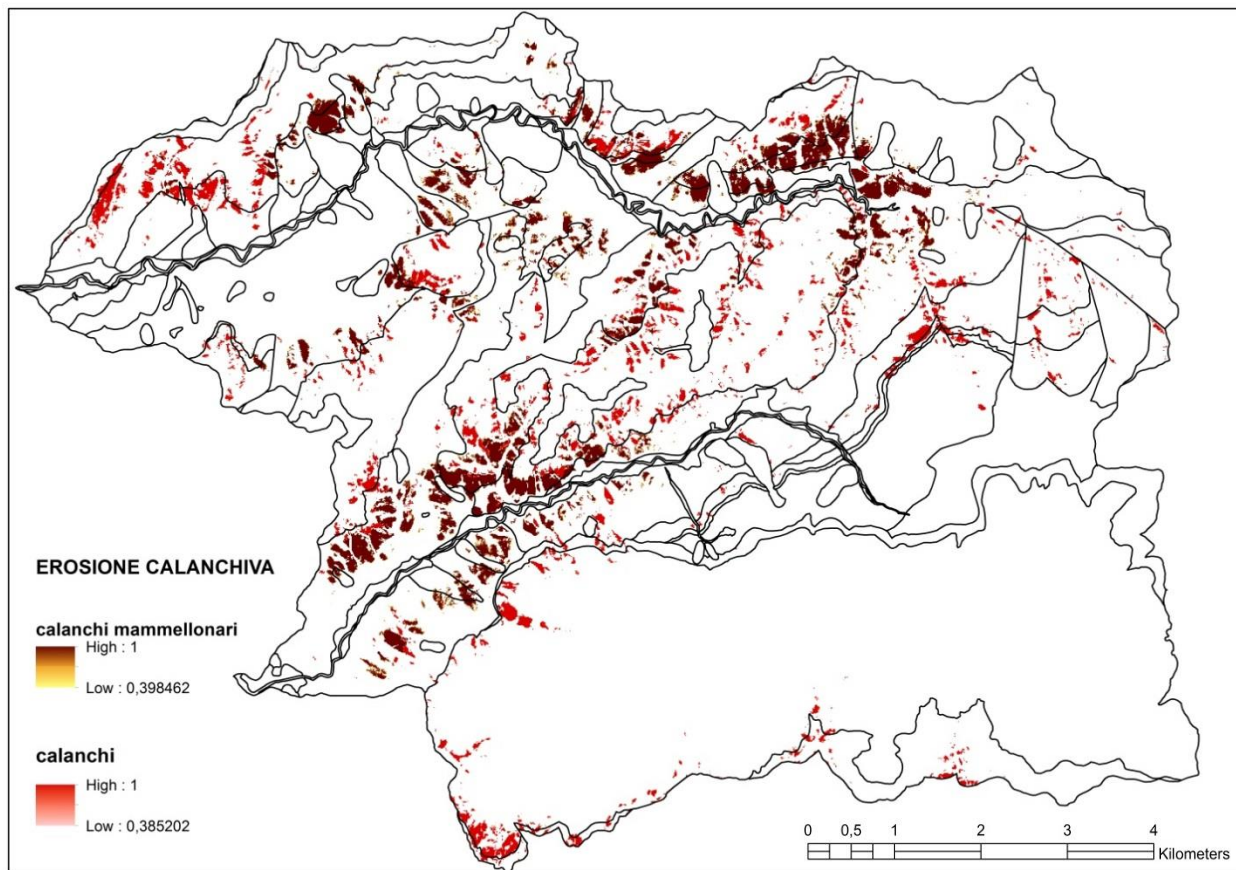 EROSIONE CALANCHIVA
calanchi mammellonari
High : 1
Low : 0,398462
calanchi
High : 1
Low : 0,385202
0 0,5 1 2 3 4
Kilometers